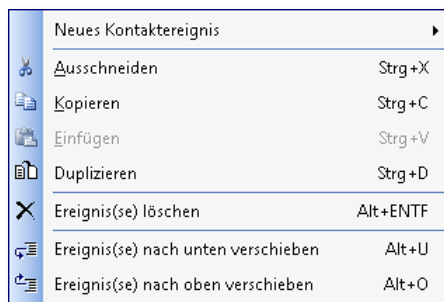 Neues Kontaktereignis
Ausschneiden Strg+X
Kopieren Strg+C
Einfügen Strg+V
Duplizieren Strg+D
Ereignis(se) löschen Alt+ENTF
Ereignis(se) nach unten verschieben Alt+U
Ereignis(se) nach oben verschieben Alt+O